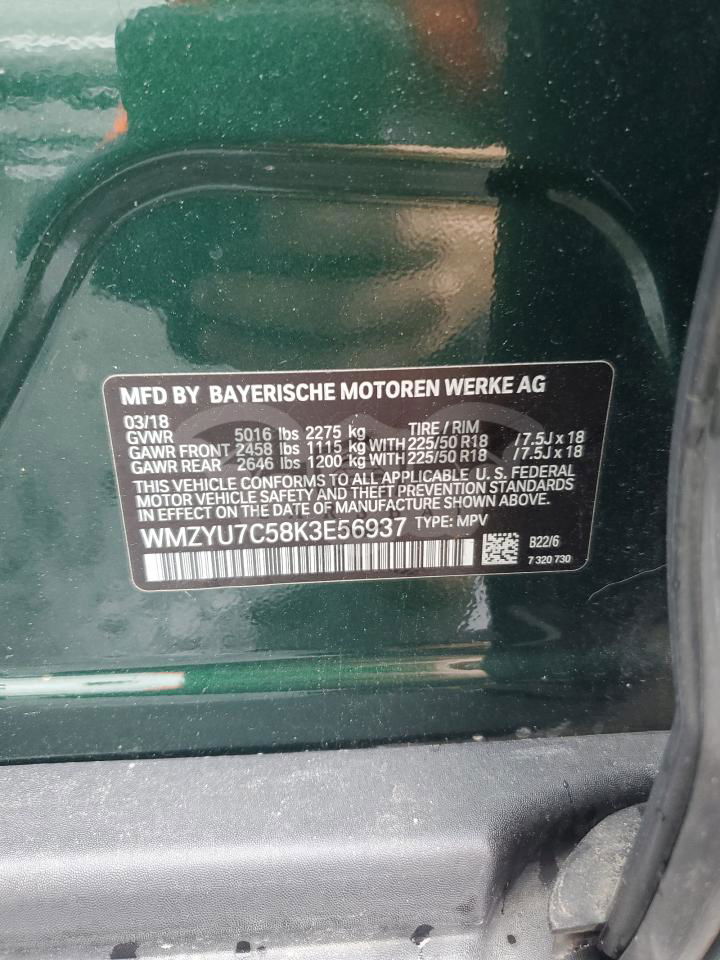 MFD BY BAYERISCHE MOTOREN WERKE AG
03/18 TIRE / RIM
GVWR 5016 lbs 2275 kg
GAWR FRONT 2458 lbs 1115 kg WITH 225/50 R18 /7.5J x 18
GAWR REAR 2646 lbs 1200 kg WITH 225/50 R18 /7.5J x 18
THIS VEHICLE CONFORMS TO ALL APPLICABLE U. S. FEDERAL
MOTOR VEHICLE SAFETY AND THEFT PREVENTION STANDARDS
IN EFFECT ON DATE OF MANUFACTURE SHOWN ABOVE.
WMZYU7C58K3E56937 TYPE: MPV
B22/6
7 320 730